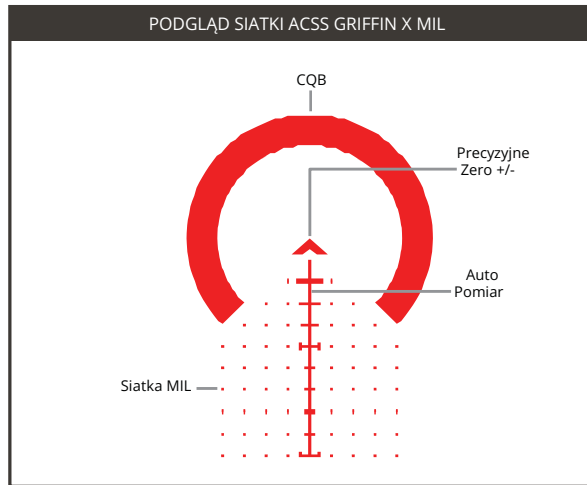 PODGLĄD SIATKI ACSS GRIFFIN X MIL
CQB
Precyzyjne
Zero +/-
Auto
Pomiar
Siatka MIL